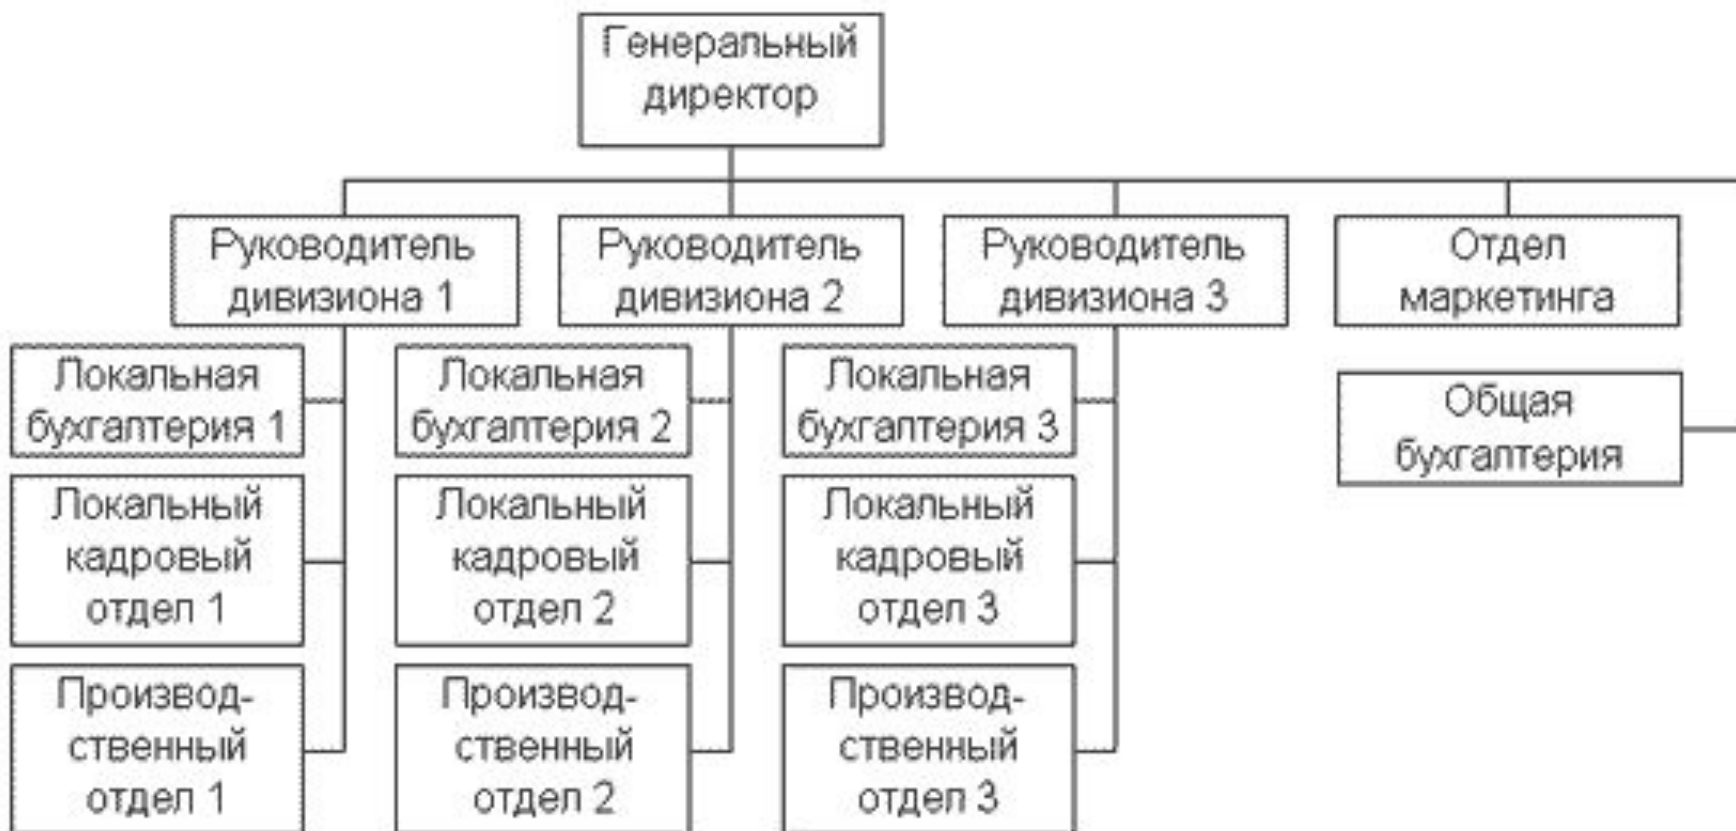 Генеральный
директор
Руководитель
дивизиона 1
Руководитель
дивизиона 2
Руководитель
дивизиона 3
Отдел
маркетинга
Локальная
бухгалтерия 1
Локальная
бухгалтерия 2
Локальная
бухгалтерия 3
Общая
бухгалтерия
Локальный
кадровый
отдел 1
Локальный
кадровый
отдел 2
Локальный
кадровый
отдел 3
Производ-
ственный
отдел 1
Производ-
ственный
отдел 2
Производ-
ственный
отдел 3